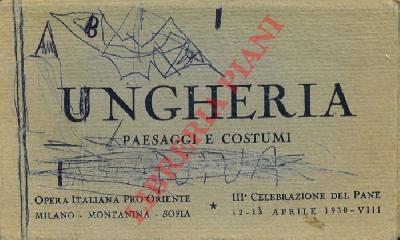 A B I
UNGHERIA
PAESAGGI E COSTUMI
OPERA ITALIANA PRO ORIENTE
MILANO - MONTANINA - SOFIA
*
IIIª CELEBRAZIONE DEL PANE
12-13 APRILE 1930-VIII
LIBRERIA PIANI